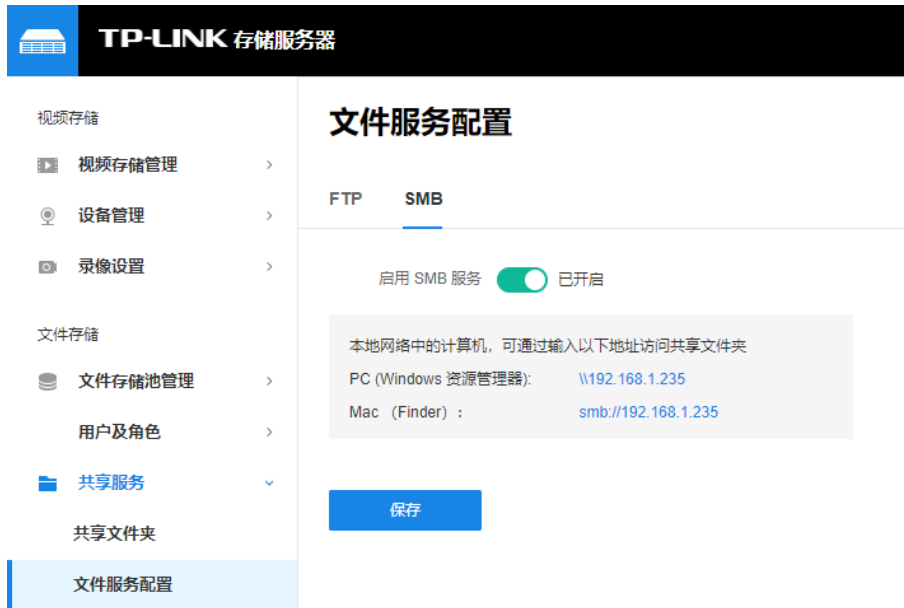 TP-LINK 存储服务器
视频存储
视频存储管理
设备管理
录像设置
文件存储
文件存储池管理
用户及角色
共享服务
共享文件夹
文件服务配置
文件服务配置
FTP SMB
启用 SMB 服务 已开启
本地网络中的计算机，可通过输入以下地址访问共享文件夹
PC (Windows 资源管理器): \\192.168.1.235
Mac （Finder）: smb://192.168.1.235
保存